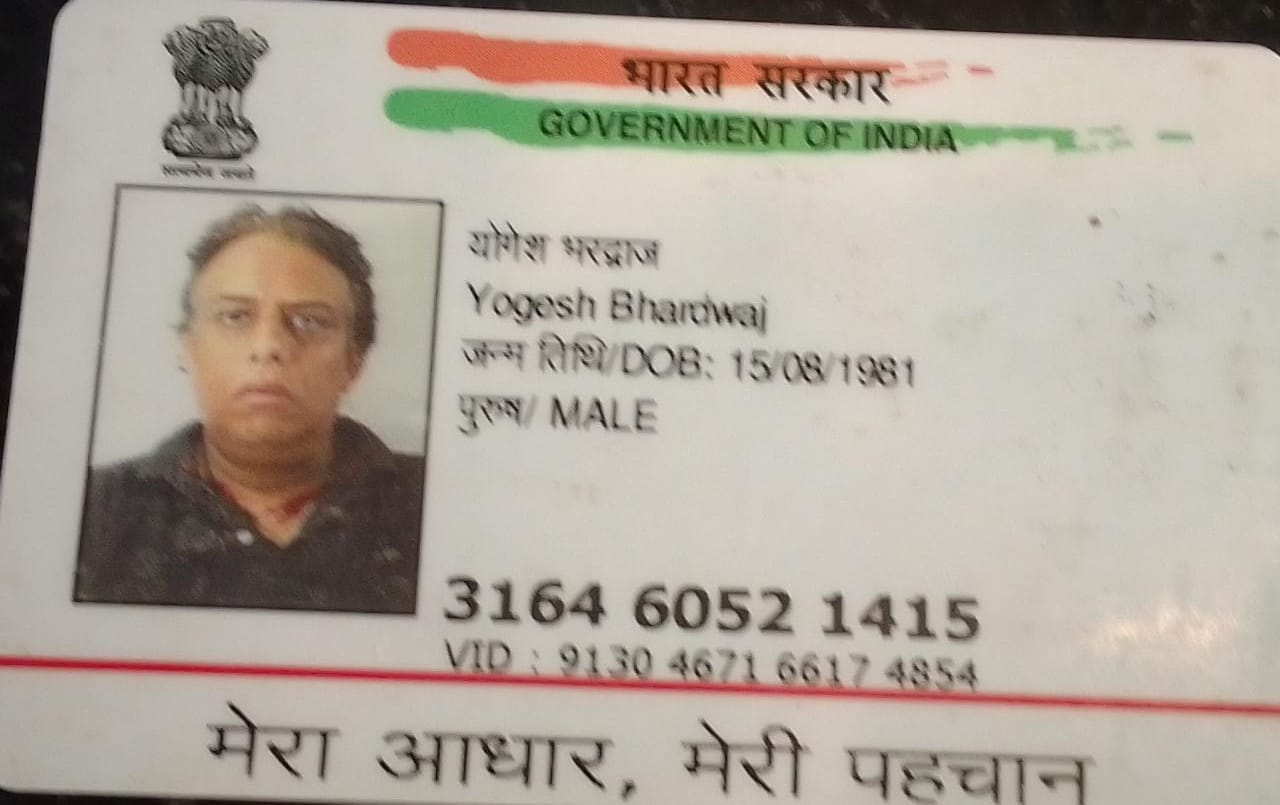 भारत सरकार
GOVERNMENT OF INDIA
सत्यमेव जयते
योगेश भरद्वाज
Yogesh Bhardwaj
जन्म तिथि/DOB: 15/08/1981
पुरुष/ MALE
3164 6052 1415
VID : 9130 4671 6617 4854
मेरा आधार, मेरी पहचान